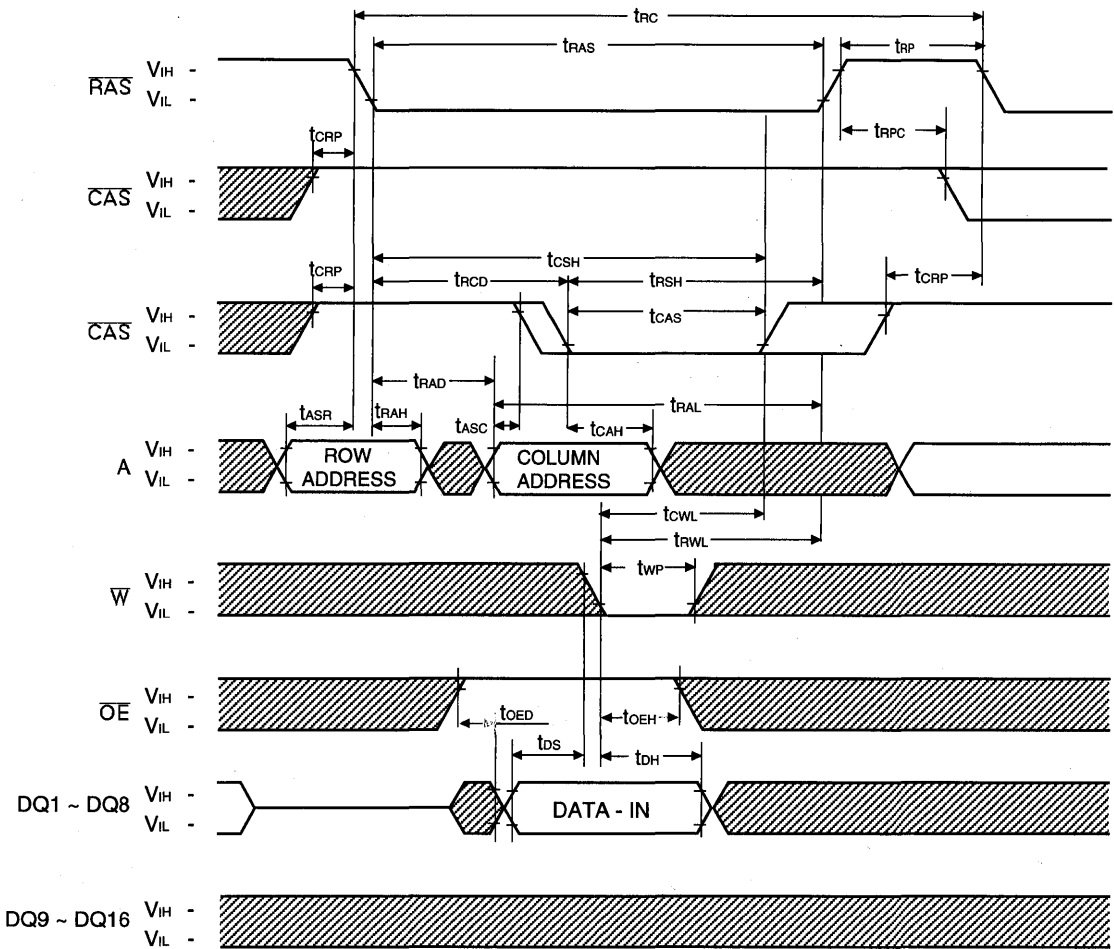 tRC
tRAS
tRP
RAS
VIH -
VIL -
tCRP
tRPC
CAS
VIH -
VIL -
tCSH
tCRP
tRCD
tRSH
tCRP
CAS
VIH -
VIL -
tCAS
tRAD
tRAL
tASR
tRAH
tASC
tCAH
A
VIH -
VIL -
ROW
ADDRESS
COLUMN
ADDRESS
tCWL
tRWL
W
VIH -
VIL -
tWP
OE
VIH -
VIL -
tOED
tOEH
tDS
tDH
DQ1 ~ DQ8
VIH -
VIL -
DATA - IN
DQ9 ~ DQ16
VIH -
VIL -